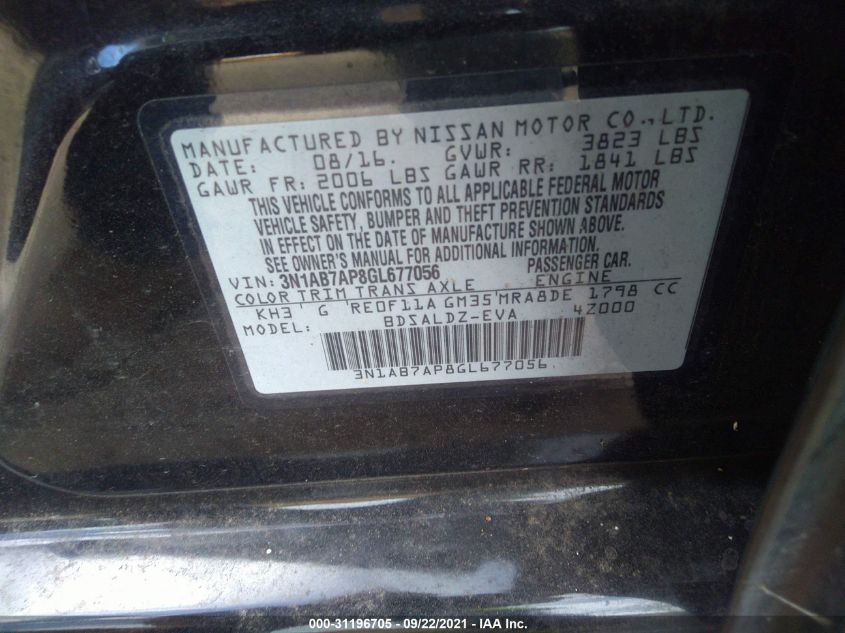 MANUFACTURED BY NISSAN MOTOR CO.,LTD.
DATE: 08/16. GVWR: 3823 LBS
GAWR FR: 2006 LBS GAWR RR: 1841 LBS
THIS VEHICLE CONFORMS TO ALL APPLICABLE FEDERAL MOTOR
VEHICLE SAFETY, BUMPER AND THEFT PREVENTION STANDARDS
IN EFFECT ON THE DATE OF MANUFACTURE SHOWN ABOVE.
SEE OWNER'S MANUAL FOR ADDITIONAL INFORMATION.
VIN: 3N1AB7AP8GL677056 PASSENGER CAR.
COLOR TRIM TRANS AXLE ENGINE
KH3 G RE0F11A GM35 MRA8DE 1798 CC
MODEL: BDSALDZ-EVA 4Z000
3N1AB7AP8GL677056
000-31196705 - 09/22/2021 - IAA Inc.